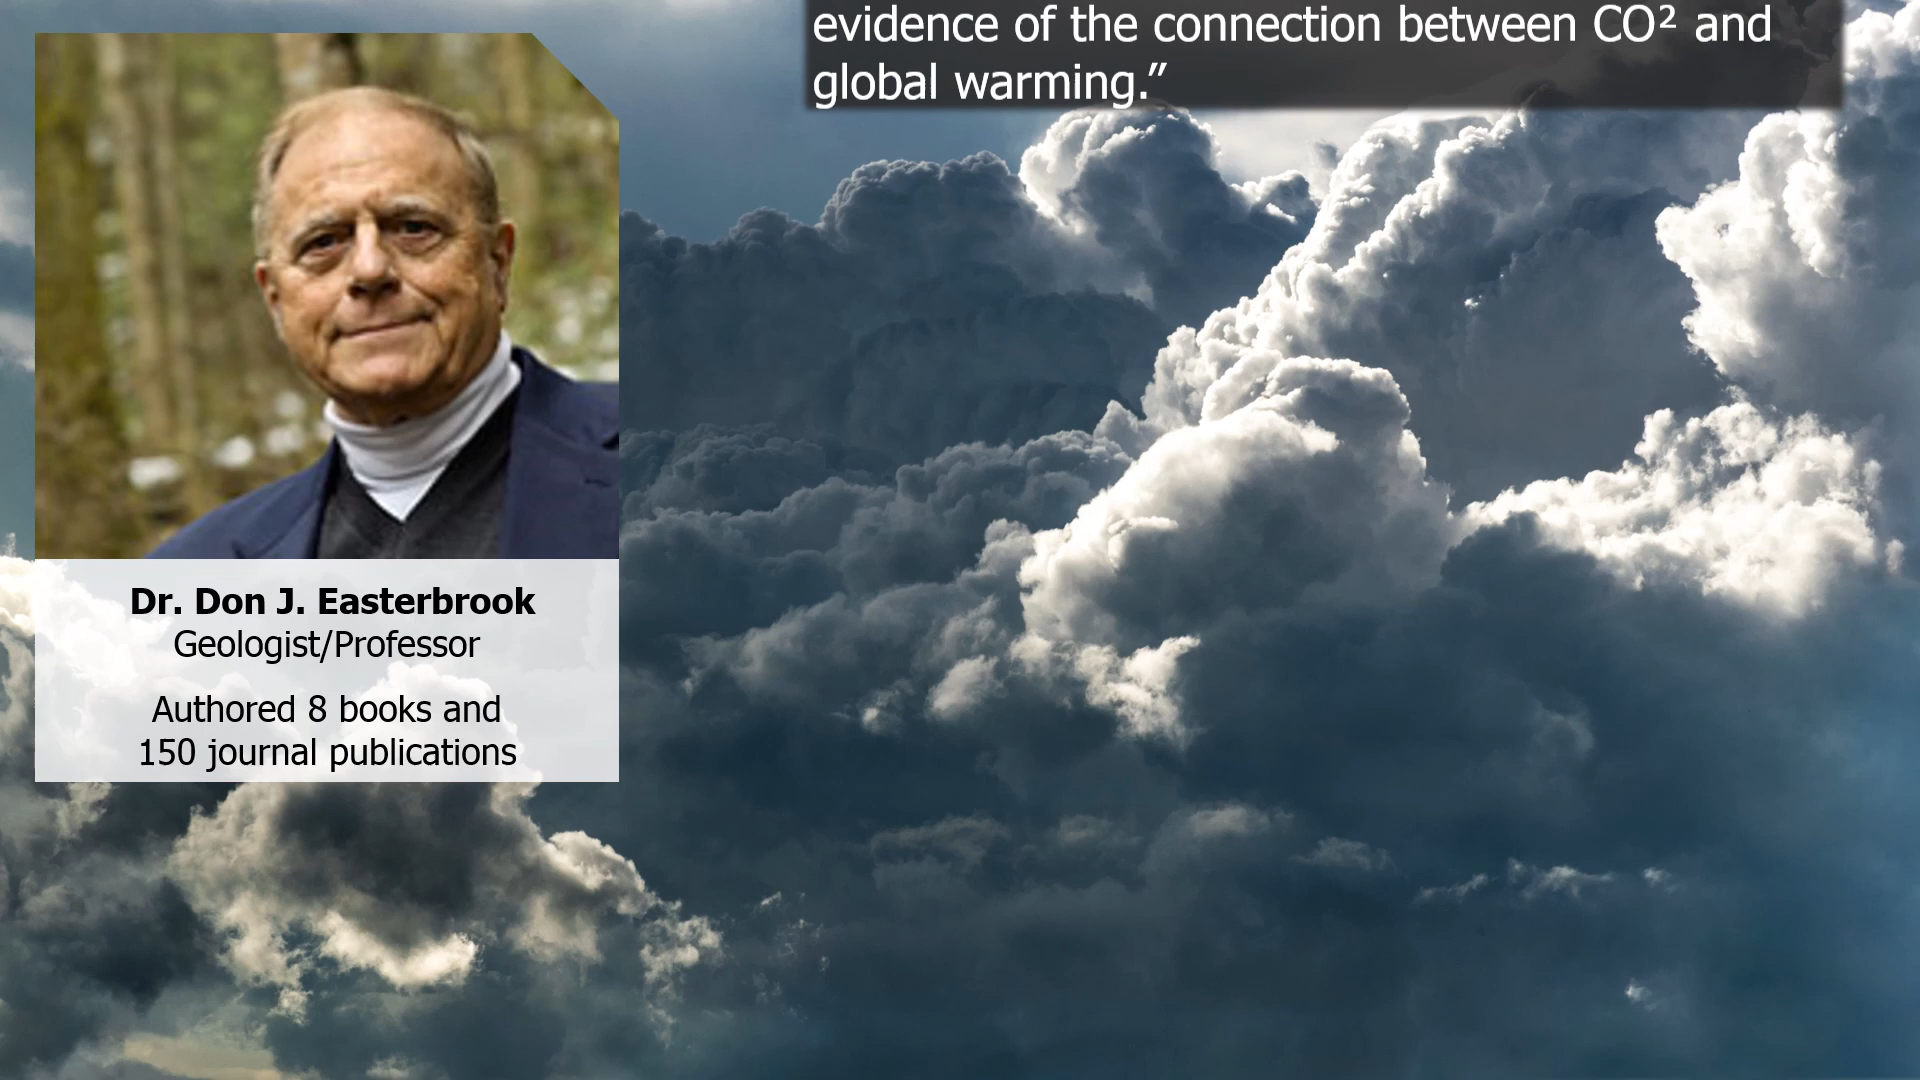 evidence of the connection between CO² and
global warming.”
Dr. Don J. Easterbrook
Geologist/Professor
Authored 8 books and
150 journal publications